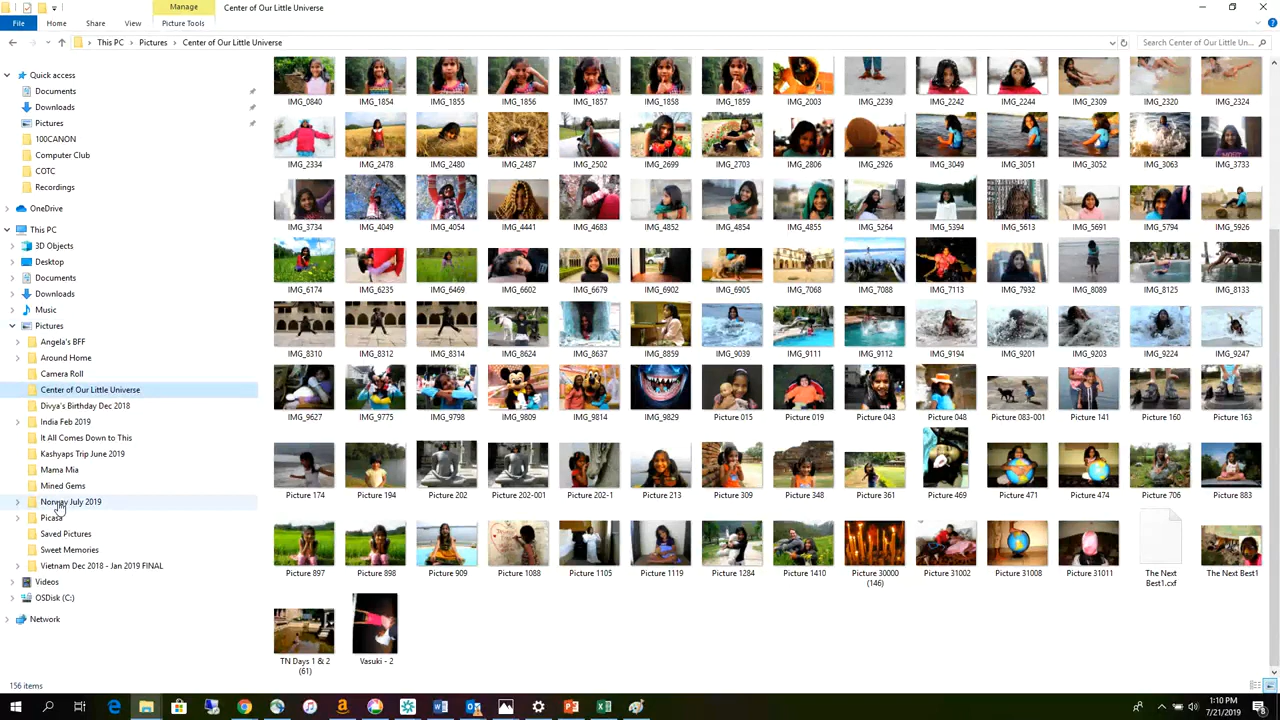 Manage
Center of Our Little Universe
File
Home
Share
View
Picture Tools
This PC
Pictures
Center of Our Little Universe
Search Center of Our Little Un...
Quick access
Documents
Downloads
Pictures
100CANON
Computer Club
COTC
Recordings
OneDrive
This PC
3D Objects
Desktop
Documents
Downloads
Music
Pictures
Angela's BFF
Around Home
Camera Roll
Center of Our Little Universe
Divya's Birthday Dec 2018
India Feb 2019
It All Comes Down to This
Kashyaps Trip June 2019
Mama Mia
Mined Gems
Norway July 2019
Picasa
Saved Pictures
Sweet Memories
Vietnam Dec 2018 - Jan 2019 FINAL
Videos
OSDisk (C:)
Network
IMG_0840 IMG_1854 IMG_1855 IMG_1856 IMG_1857 IMG_1858 IMG_1859 IMG_2003 IMG_2239 IMG_2242 IMG_2244 IMG_2309 IMG_2320 IMG_2324
IMG_2334 IMG_2478 IMG_2480 IMG_2487 IMG_2502 IMG_2699 IMG_2703 IMG_2806 IMG_2926 IMG_3049 IMG_3051 IMG_3052 IMG_3063 IMG_3733
IMG_3734 IMG_4049 IMG_4054 IMG_4441 IMG_4683 IMG_4852 IMG_4854 IMG_4855 IMG_5264 IMG_5394 IMG_5613 IMG_5691 IMG_5794 IMG_5926
IMG_6174 IMG_6235 IMG_6469 IMG_6602 IMG_6679 IMG_6902 IMG_6905 IMG_7068 IMG_7088 IMG_7113 IMG_7932 IMG_8089 IMG_8125 IMG_8133
IMG_8310 IMG_8312 IMG_8314 IMG_8624 IMG_8637 IMG_8859 IMG_9039 IMG_9111 IMG_9112 IMG_9194 IMG_9201 IMG_9203 IMG_9224 IMG_9247
IMG_9627 IMG_9775 IMG_9798 IMG_9809 IMG_9814 IMG_9829 Picture 015 Picture 019 Picture 043 Picture 048 Picture 083-001 Picture 141 Picture 160 Picture 163
Picture 174 Picture 194 Picture 202 Picture 202-001 Picture 202-1 Picture 213 Picture 309 Picture 348 Picture 361 Picture 469 Picture 471 Picture 474 Picture 706 Picture 883
Picture 897 Picture 898 Picture 909 Picture 1088 Picture 1105 Picture 1119 Picture 1284 Picture 1410 Picture 30000 Picture 31002 Picture 31008 Picture 31011 The Next The Next Best1
(146) Best1.cxf
TN Days 1 & 2 Vasuki - 2
(61)
156 items
1:10 PM
7/21/2019